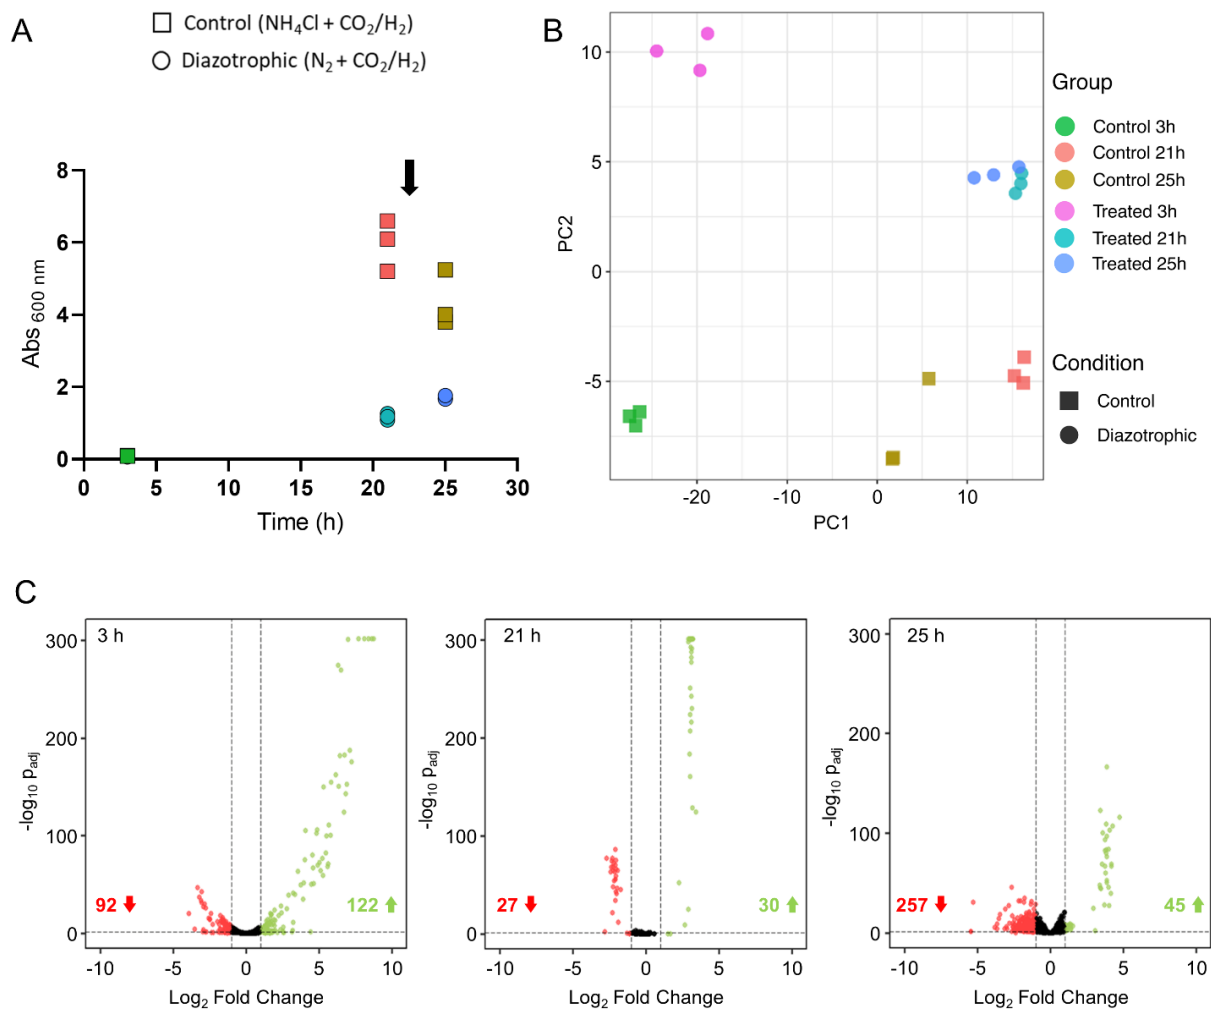 A
Control (NH₄Cl + CO₂/H₂)
Diazotrophic (N₂ + CO₂/H₂)
8
6
4
2
0
Abs 600 nm
0 5 10 15 20 25 30
Time (h)
B
10
5
0
-5
PC2
-20 -10 0 10
PC1
Group
Control 3h
Control 21h
Control 25h
Treated 3h
Treated 21h
Treated 25h
Condition
Control
Diazotrophic
C
3 h
300
200
100
0
-log₁₀ p adj
92
122
-10 -5 0 5 10
Log₂ Fold Change
21 h
300
200
100
0
-log₁₀ p adj
27
30
-10 -5 0 5 10
Log₂ Fold Change
25 h
300
200
100
0
-log₁₀ p adj
257
45
-10 -5 0 5 10
Log₂ Fold Change